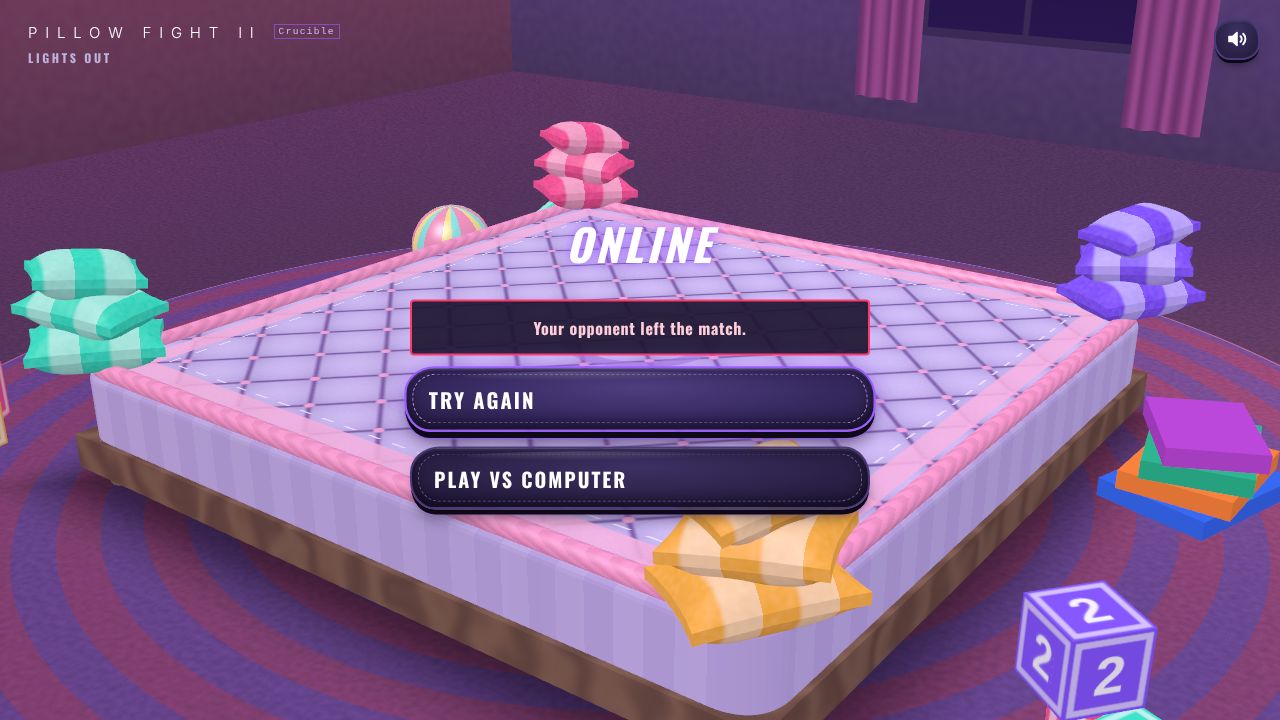 PILLOW FIGHT II Crucible
LIGHTS OUT
ONLINE
Your opponent left the match.
TRY AGAIN
PLAY VS COMPUTER
2
2 2